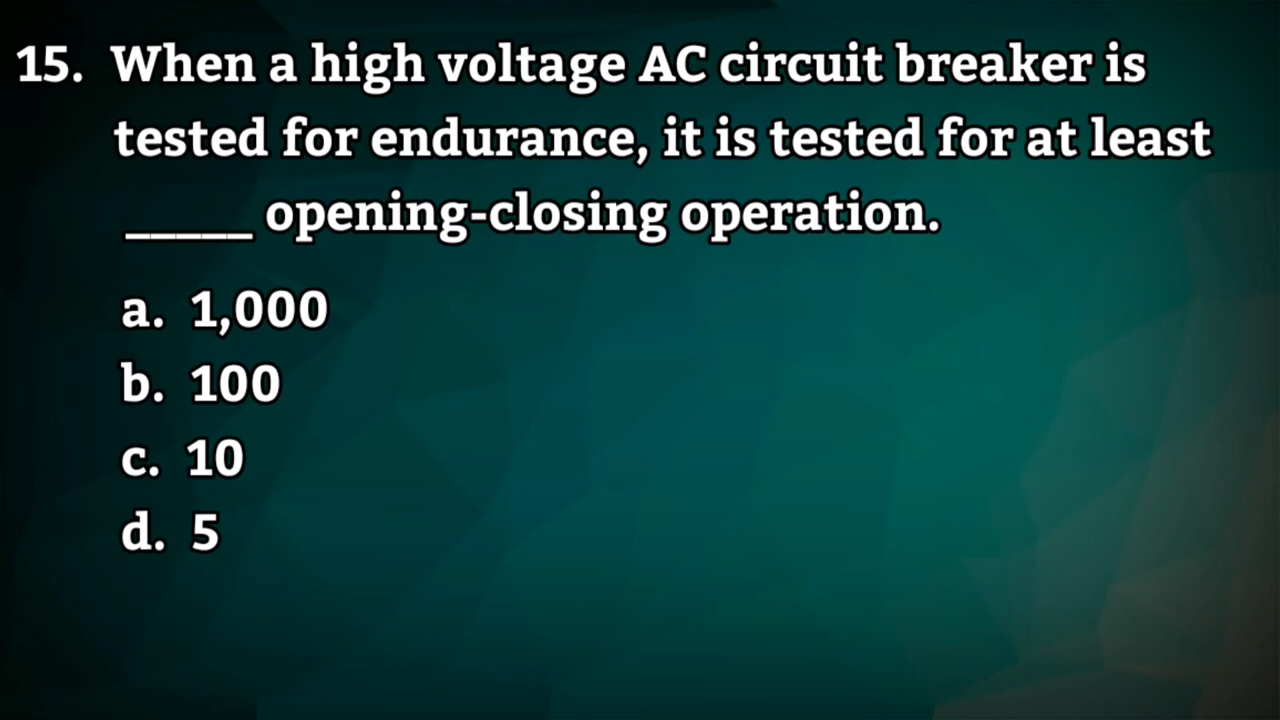 15. When a high voltage AC circuit breaker is
tested for endurance, it is tested for at least
_____ opening-closing operation.
a. 1,000
b. 100
c. 10
d. 5